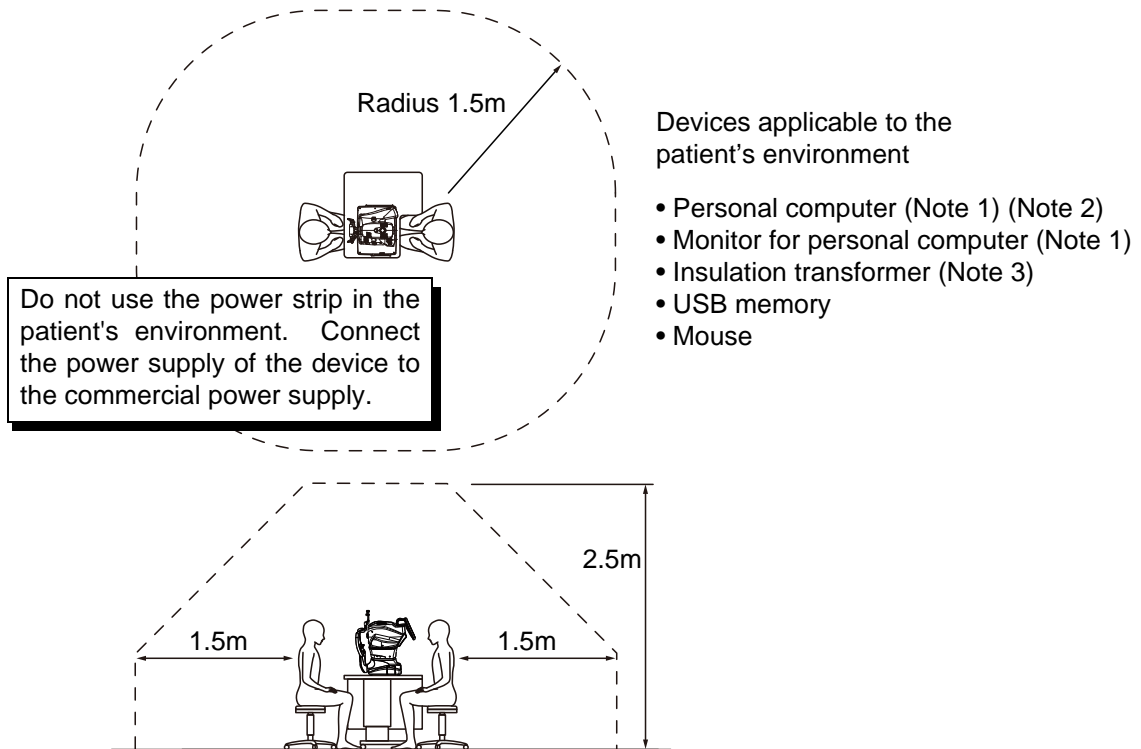 Radius 1.5m
Devices applicable to the
patient's environment
• Personal computer (Note 1) (Note 2)
• Monitor for personal computer (Note 1)
• Insulation transformer (Note 3)
• USB memory
• Mouse
Do not use the power strip in the
patient's environment. Connect
the power supply of the device to
the commercial power supply.
2.5m
1.5m
1.5m